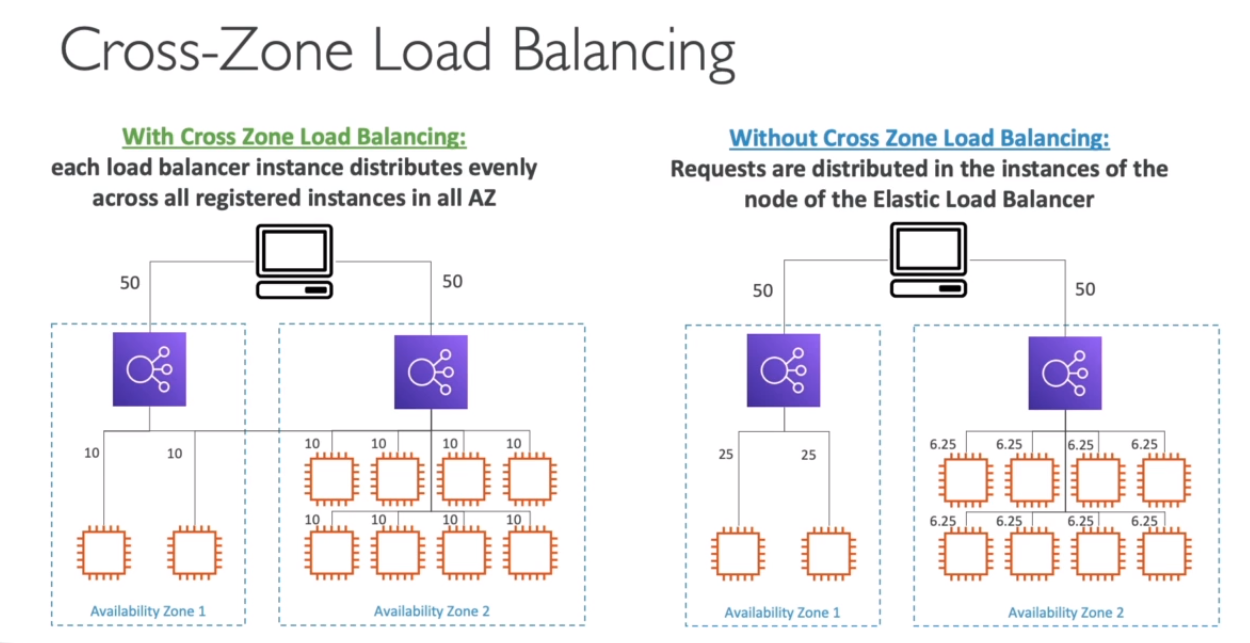 Cross-Zone Load Balancing
With Cross Zone Load Balancing:
each load balancer instance distributes evenly
across all registered instances in all AZ
50
50
10
10
10
10
10
10
10
10
10
10
Availability Zone 1
Availability Zone 2
Without Cross Zone Load Balancing:
Requests are distributed in the instances of the
node of the Elastic Load Balancer
50
50
25
25
6.25
6.25
6.25
6.25
6.25
6.25
6.25
6.25
Availability Zone 1
Availability Zone 2